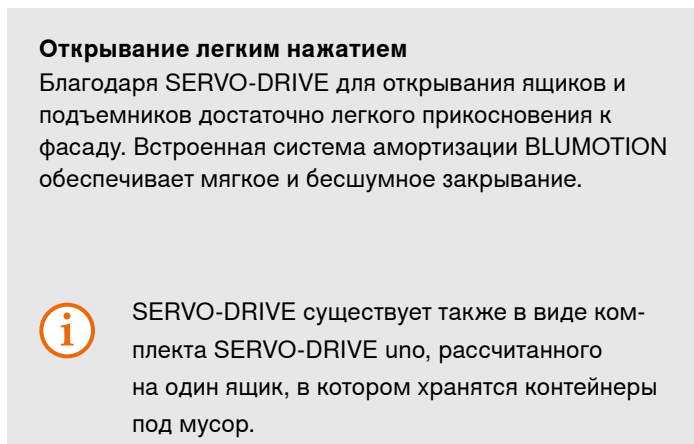 Открывание легким нажатием
Благодаря SERVO-DRIVE для открывания ящиков и
подъемников достаточно легкого прикосновения к
фасаду. Встроенная система амортизации BLUMOTION
обеспечивает мягкое и бесшумное закрывание.
i
SERVO-DRIVE существует также в виде ком-
плекта SERVO-DRIVE uno, рассчитанного
на один ящик, в котором хранятся контейнеры
под мусор.